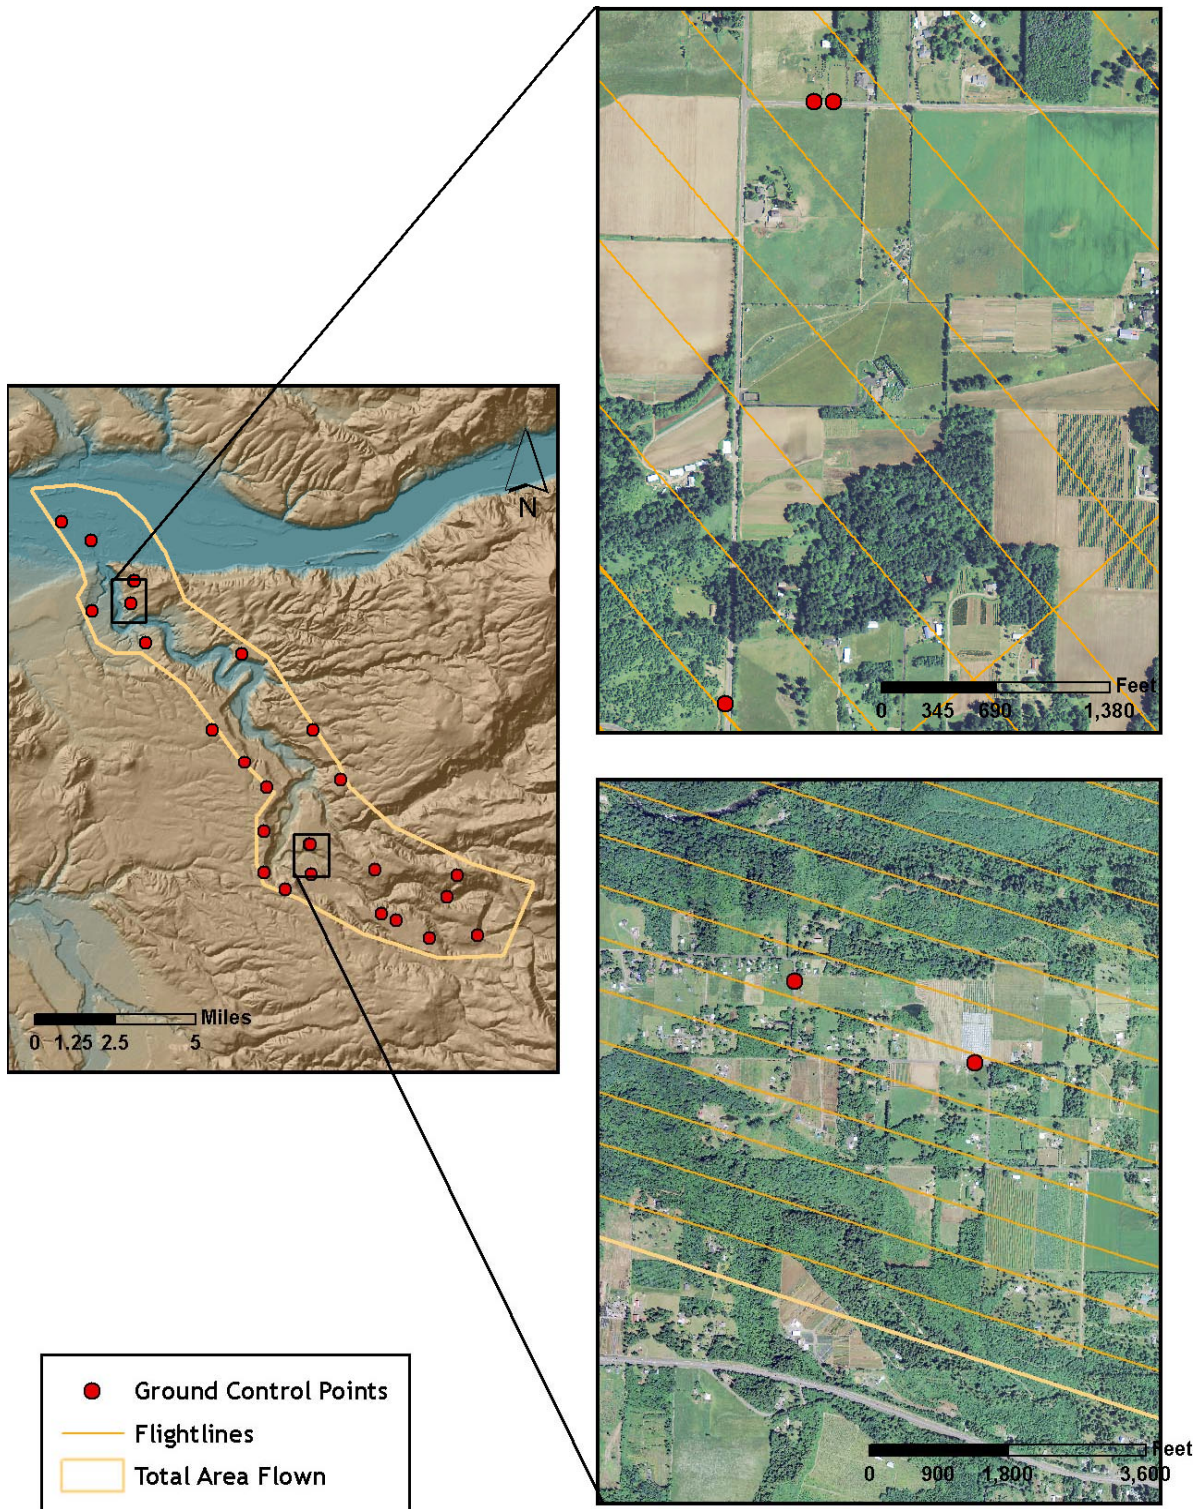 Feet
0 345 690 1,380
N
Miles
0 1.25 2.5 5
Feet
0 900 1,800 3,600
Ground Control Points
Flightlines
Total Area Flown